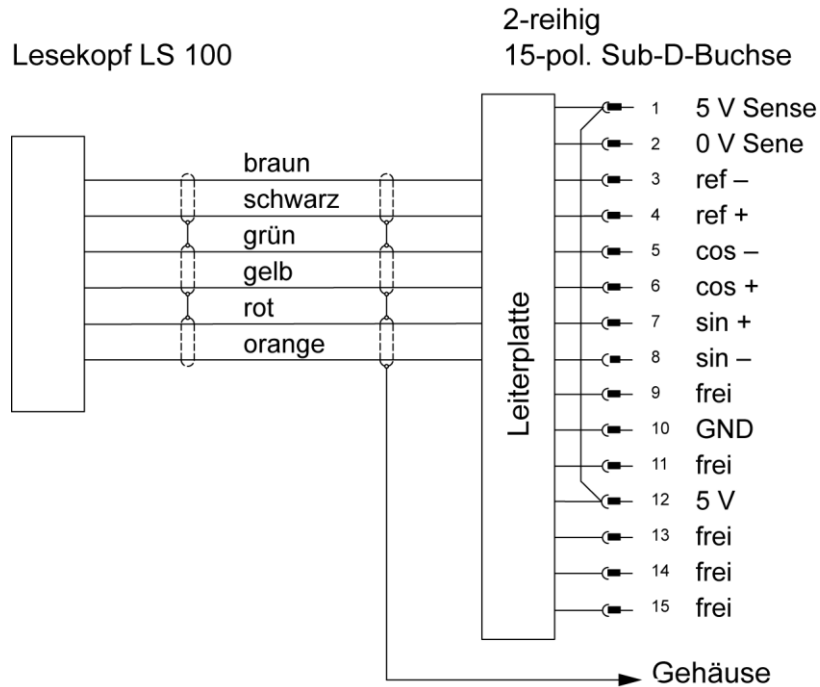 Lesekopf LS 100
2-reihig
15-pol. Sub-D-Buchse
braun
schwarz
grün
gelb
rot
orange
Leiterplatte
1 5 V Sense
2 0 V Sene
3 ref –
4 ref +
5 cos –
6 cos +
7 sin +
8 sin –
9 frei
10 GND
11 frei
12 5 V
13 frei
14 frei
15 frei
Gehäuse